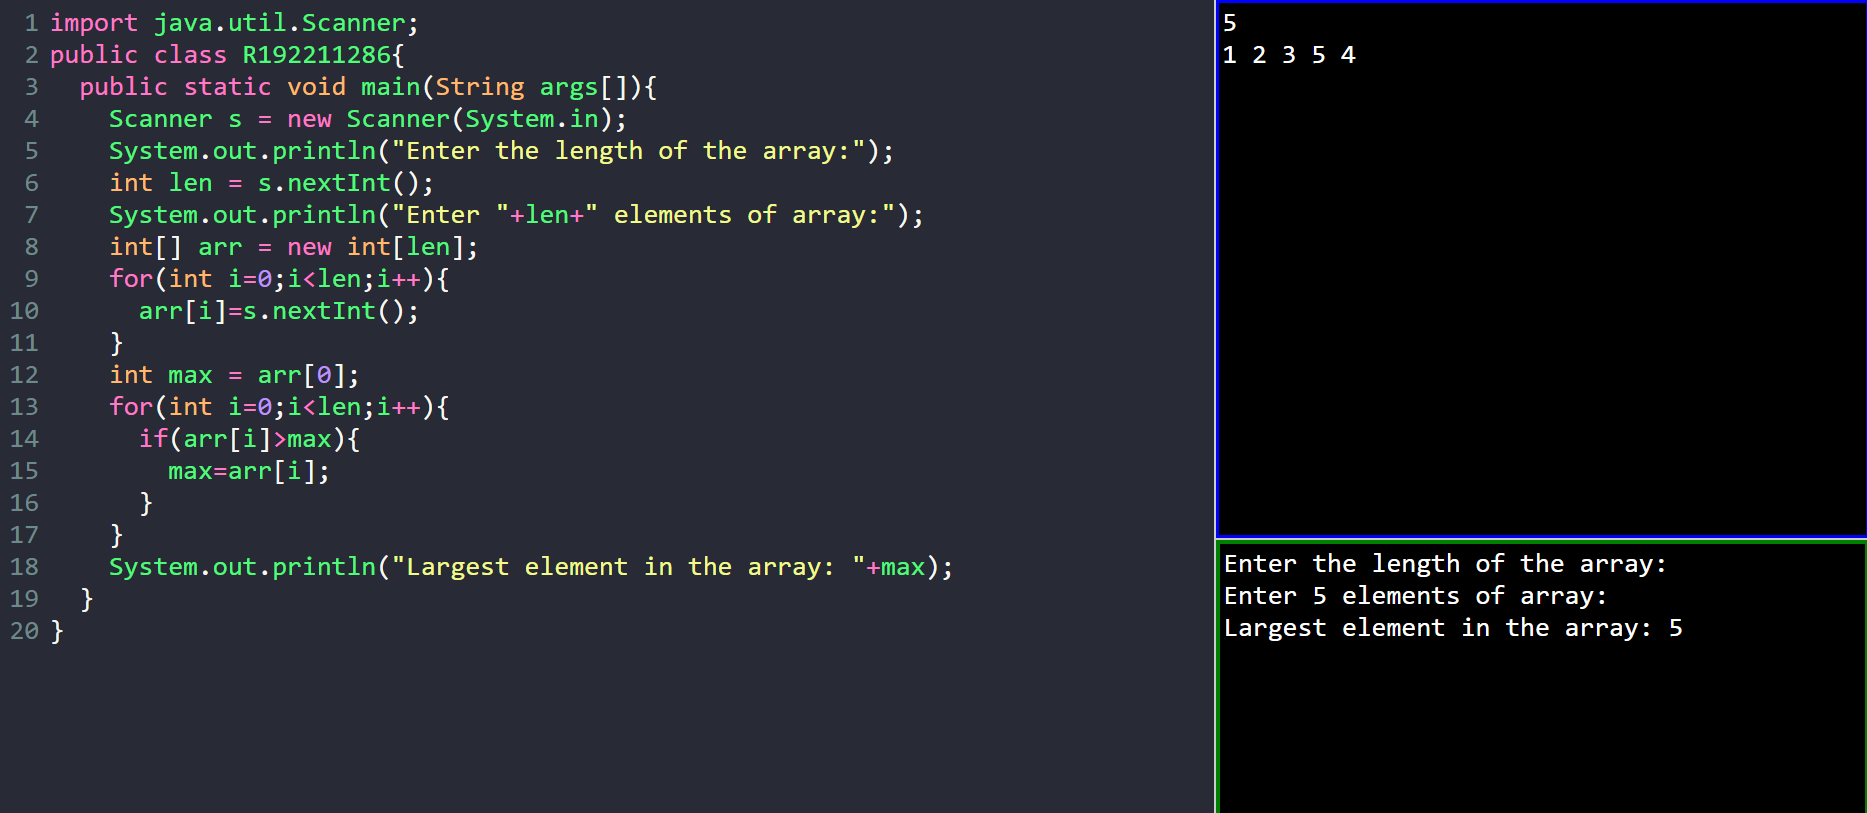 1 import java.util.Scanner;
2 public class R192211286{
3   public static void main(String args[]){
4     Scanner s = new Scanner(System.in);
5     System.out.println("Enter the length of the array:");
6     int len = s.nextInt();
7     System.out.println("Enter "+len+" elements of array:");
8     int[] arr = new int[len];
9     for(int i=0;i<len;i++){
10       arr[i]=s.nextInt();
11     }
12     int max = arr[0];
13     for(int i=0;i<len;i++){
14       if(arr[i]>max){
15         max=arr[i];
16       }
17     }
18     System.out.println("Largest element in the array: "+max);
19   }
20 }
5
1 2 3 5 4
Enter the length of the array:
Enter 5 elements of array:
Largest element in the array: 5